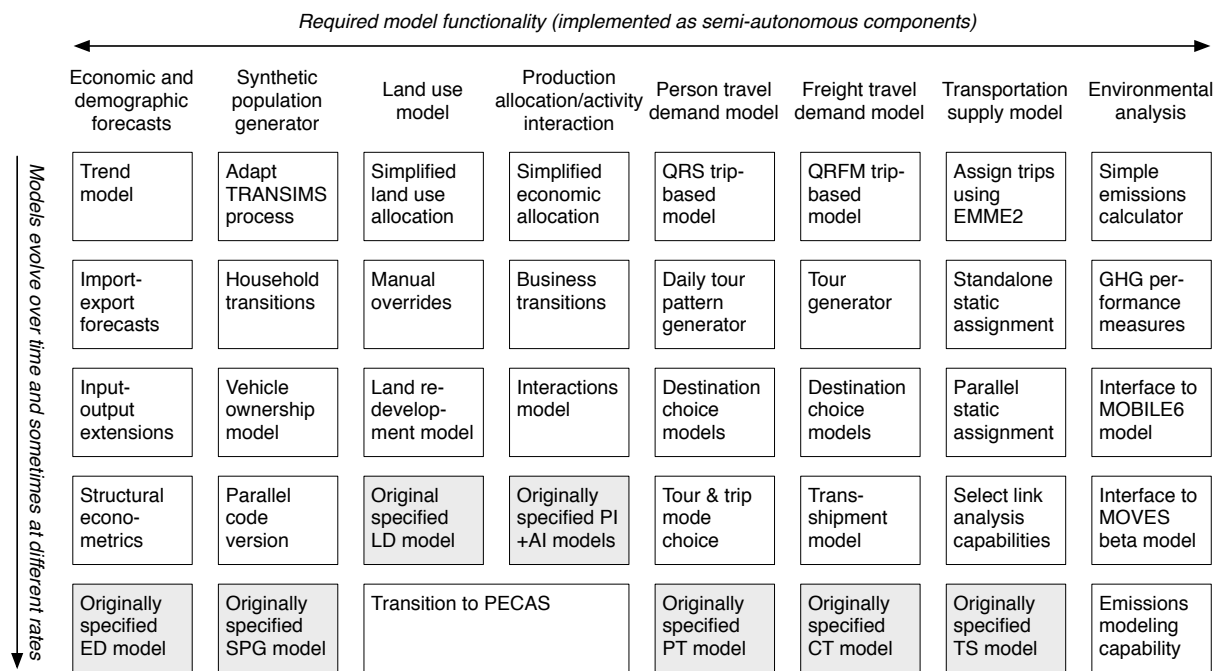 Required model functionality (implemented as semi-autonomous components)
Models evolve over time and sometimes at different rates
Economic and
demographic
forecasts
Synthetic
population
generator
Land use
model
Production
allocation/activity
interaction
Person travel
demand model
Freight travel
demand model
Transportation
supply model
Environmental
analysis
Trend
model
Adapt
TRANSIMS
process
Simplified
land use
allocation
Simplified
economic
allocation
QRS trip-
based
model
QRFM trip-
based
model
Assign trips
using
EMME2
Simple
emissions
calculator
Import-
export
forecasts
Household
transitions
Manual
overrides
Business
transitions
Daily tour
pattern
generator
Tour
generator
Standalone
static
assignment
GHG per-
formance
measures
Input-
output
extensions
Vehicle
ownership
model
Land re-
develop-
ment model
Interactions
model
Destination
choice
models
Destination
choice
models
Parallel
static
assignment
Interface to
MOBILE6
model
Structural
econo-
metrics
Parallel
code
version
Original
specified
LD model
Originally
specified PI
+AI models
Tour & trip
mode
choice
Trans-
shipment
model
Select link
analysis
capabilities
Interface to
MOVES
beta model
Originally
specified
ED model
Originally
specified
SPG model
Transition to PECAS
Originally
specified
PT model
Originally
specified
CT model
Originally
specified
TS model
Emissions
modeling
capability